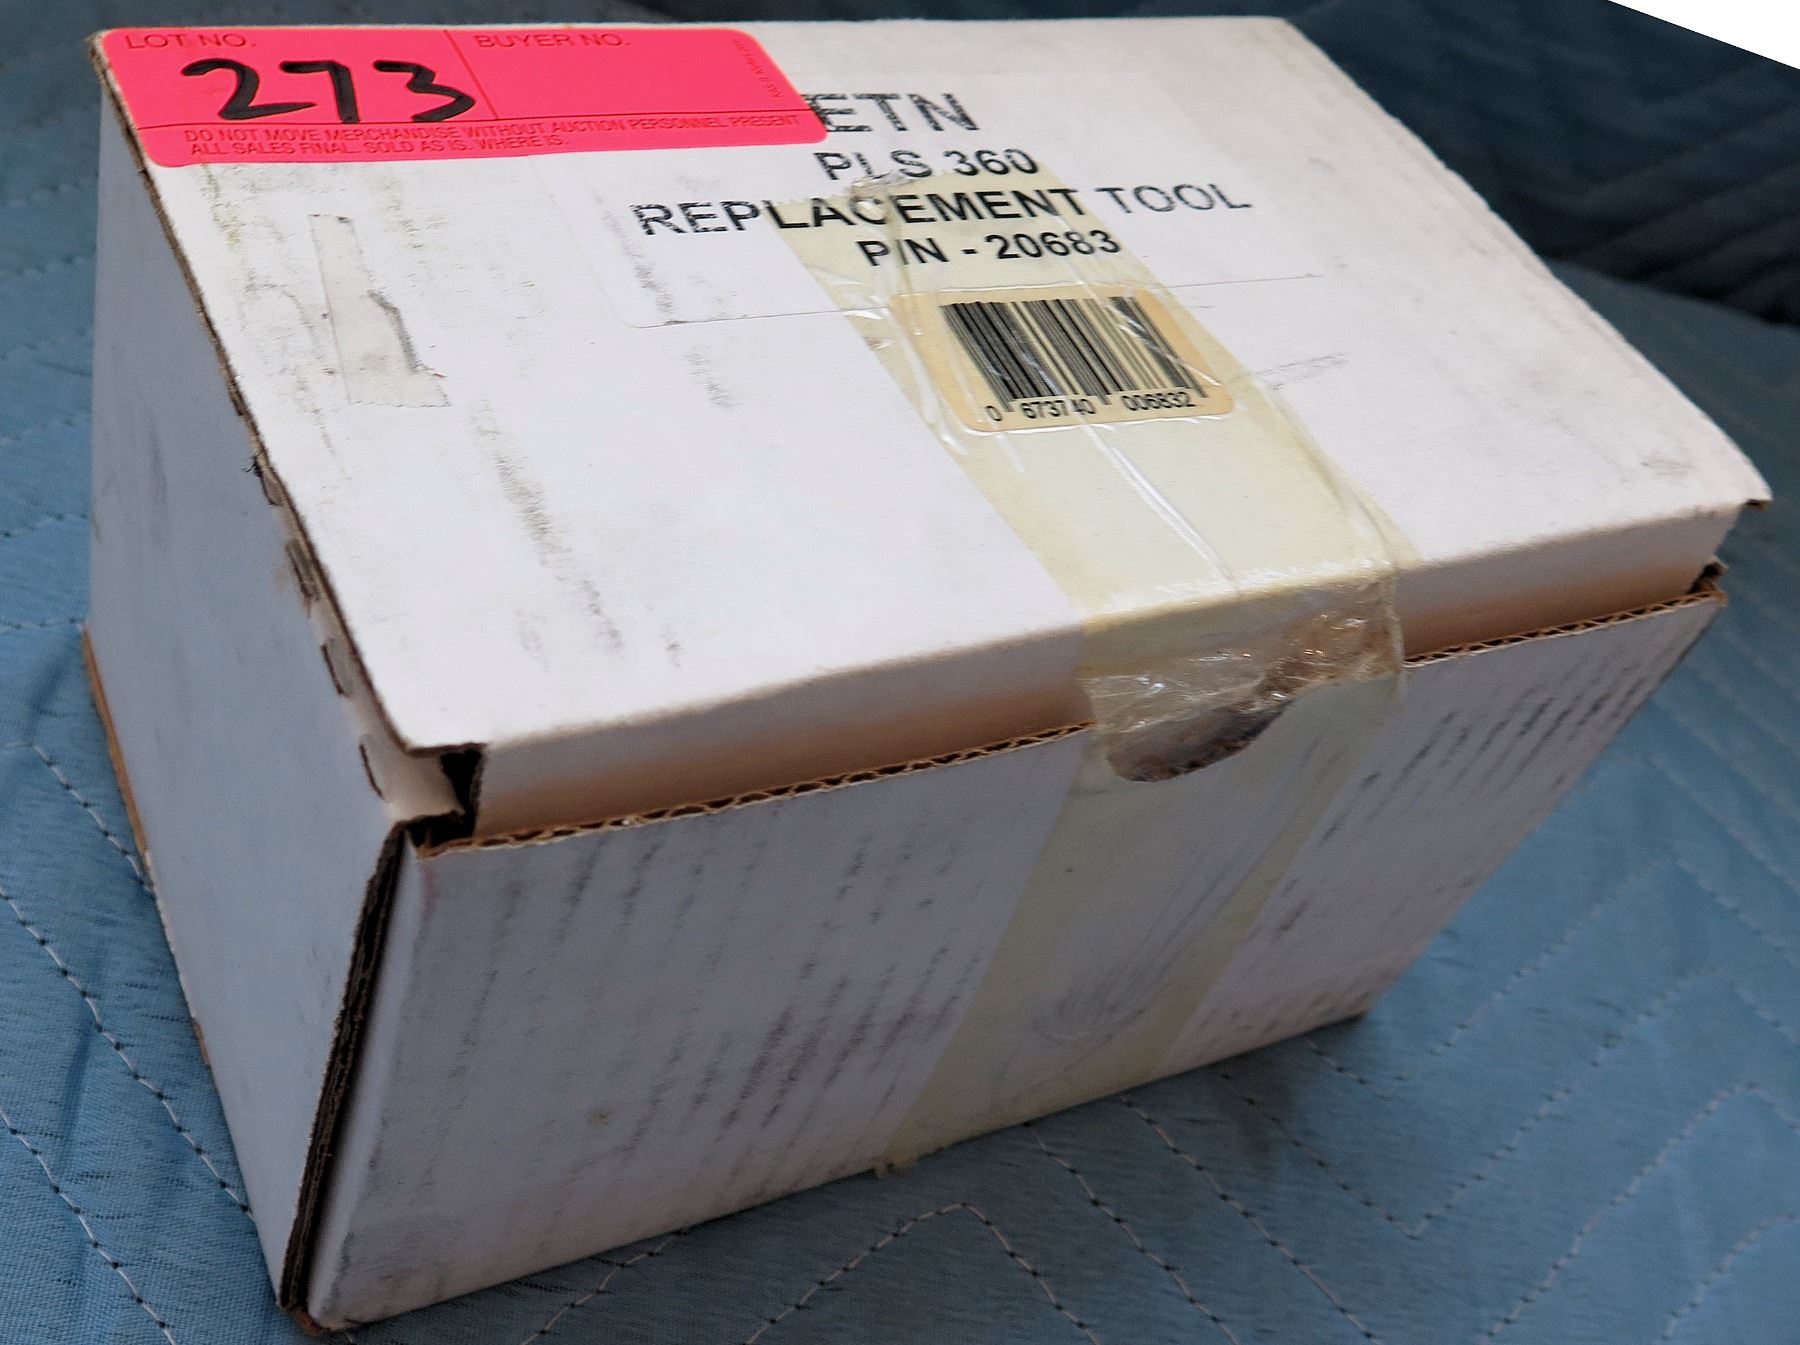 LOT NO. BUYER NO.
273
DO NOT MOVE MERCHANDISE WITHOUT AUCTION PERSONNEL PRESENT
ALL SALES FINAL. SOLD AS IS. WHERE IS.
ETN
PLS 360
REPLACEMENT TOOL
P/N - 20683
0 673740 006832